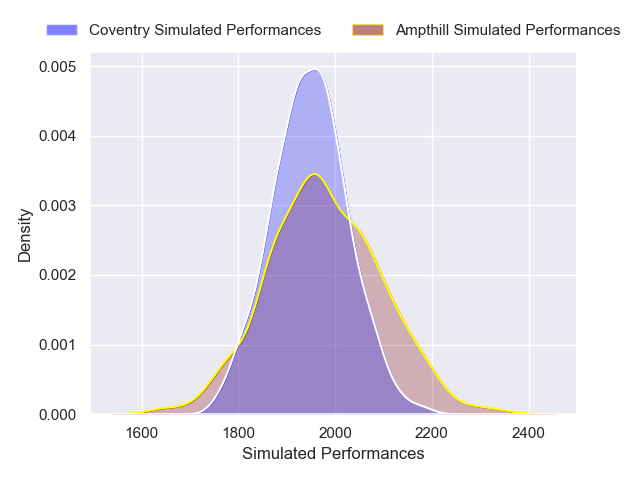 Coventry Simulated Performances
Ampthill Simulated Performances
0.005
0.004
0.003
0.002
0.001
0.000
Density
1600
1800
2000
2200
2400
Simulated Performances